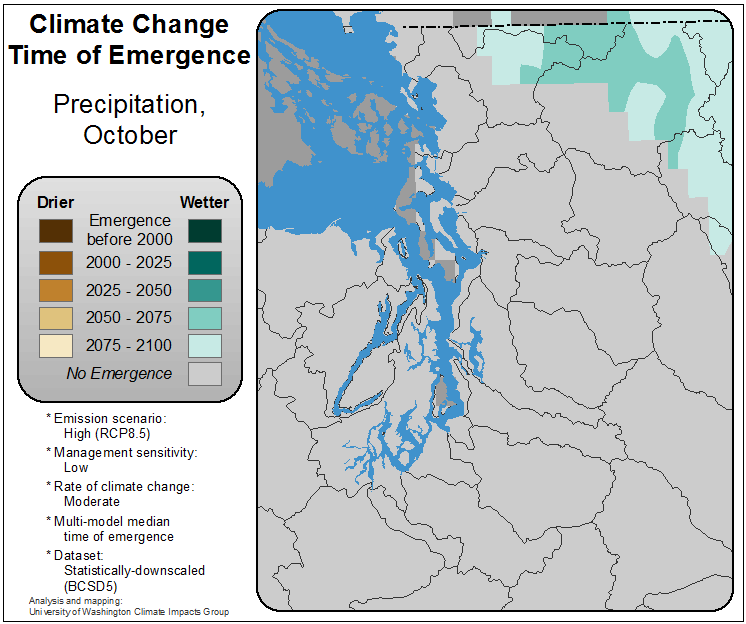 Climate Change
Time of Emergence
Precipitation,
October
Drier Wetter
Emergence
before 2000
2000 - 2025
2025 - 2050
2050 - 2075
2075 - 2100
No Emergence
* Emission scenario:
High (RCP8.5)
* Management sensitivity:
Low
* Rate of climate change:
Moderate
* Multi-model median
time of emergence
* Dataset:
Statistically-downscaled
(BCSD5)
Analysis and mapping:
University of Washington Climate Impacts Group